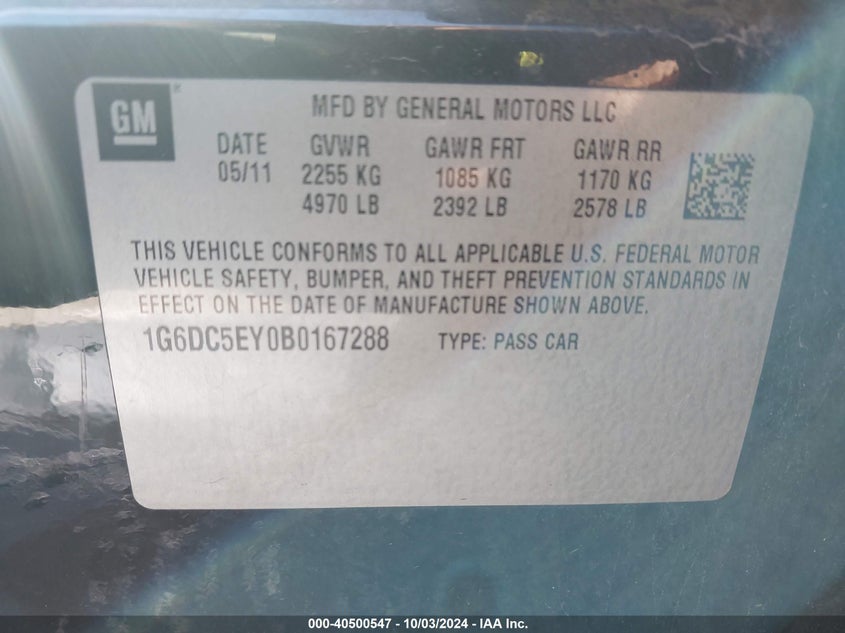 GM
MFD BY GENERAL MOTORS LLC
DATE GVWR GAWR FRT GAWR RR
05/11 2255 KG 1085 KG 1170 KG
4970 LB 2392 LB 2578 LB
THIS VEHICLE CONFORMS TO ALL APPLICABLE U.S. FEDERAL MOTOR
VEHICLE SAFETY, BUMPER, AND THEFT PREVENTION STANDARDS IN
EFFECT ON THE DATE OF MANUFACTURE SHOWN ABOVE.
1G6DC5EY0B0167288 TYPE: PASS CAR
000-40500547 - 10/03/2024 - IAA Inc.